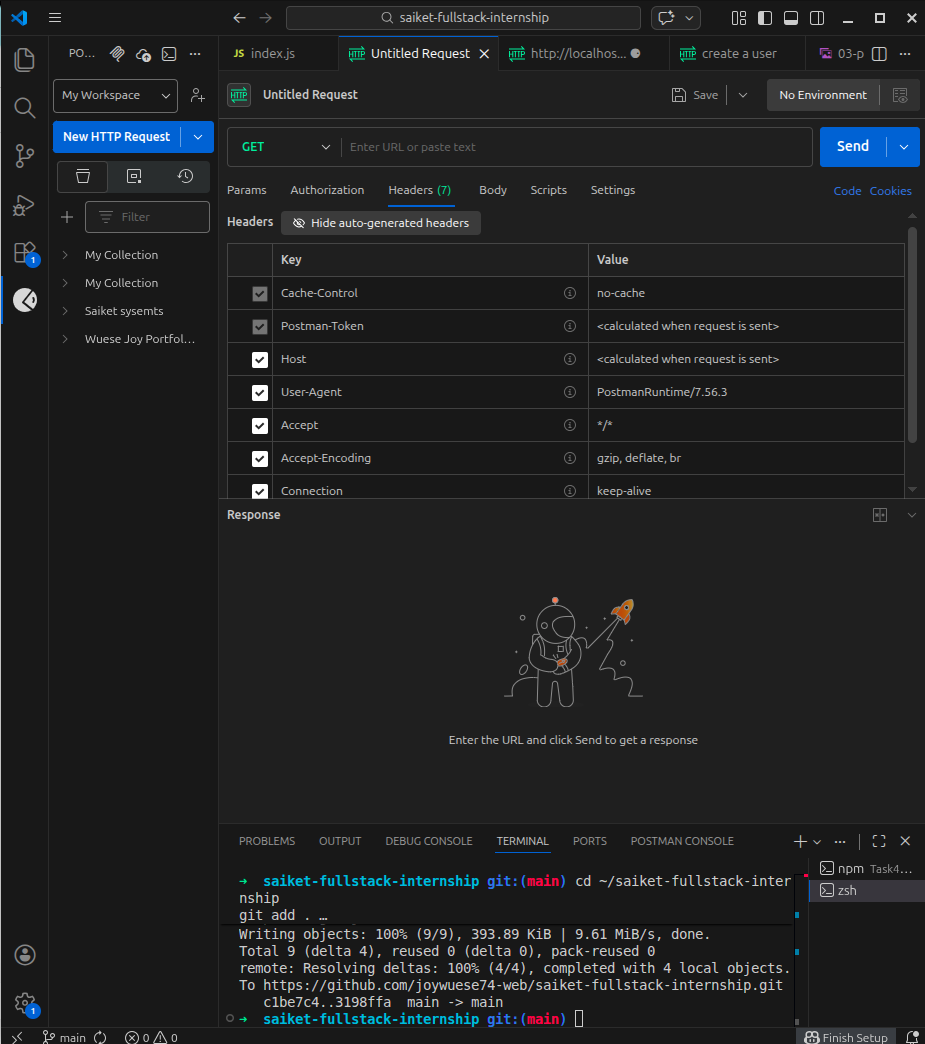 saiket-fullstack-internship
PO...
JS index.js
HTTP Untitled Request
HTTP http://localhos...
HTTP create a user
03-p
My Workspace
HTTP Untitled Request
Save
No Environment
New HTTP Request
GET
Enter URL or paste text
Send
Params
Authorization
Headers (7)
Body
Scripts
Settings
Code
Cookies
Filter
Headers
Hide auto-generated headers
My Collection
My Collection
Saiket sysemts
Wuese Joy Portfol...
1
Key Value
Cache-Control no-cache
Postman-Token <calculated when request is sent>
Host <calculated when request is sent>
User-Agent PostmanRuntime/7.56.3
Accept */*
Accept-Encoding gzip, deflate, br
Connection keep-alive
Response
Enter the URL and click Send to get a response
PROBLEMS OUTPUT DEBUG CONSOLE TERMINAL PORTS POSTMAN CONSOLE
npm Task4...
zsh
➜ saiket-fullstack-internship git:(main) cd ~/saiket-fullstack-inter
nship
git add . …
Writing objects: 100% (9/9), 393.89 KiB | 9.61 MiB/s, done.
Total 9 (delta 4), reused 0 (delta 0), pack-reused 0
remote: Resolving deltas: 100% (4/4), completed with 4 local objects.
To https://github.com/joywuese74-web/saiket-fullstack-internship.git
c1be7c4..3198ffa main -> main
➜ saiket-fullstack-internship git:(main)
1
main
0
0
Finish Setup